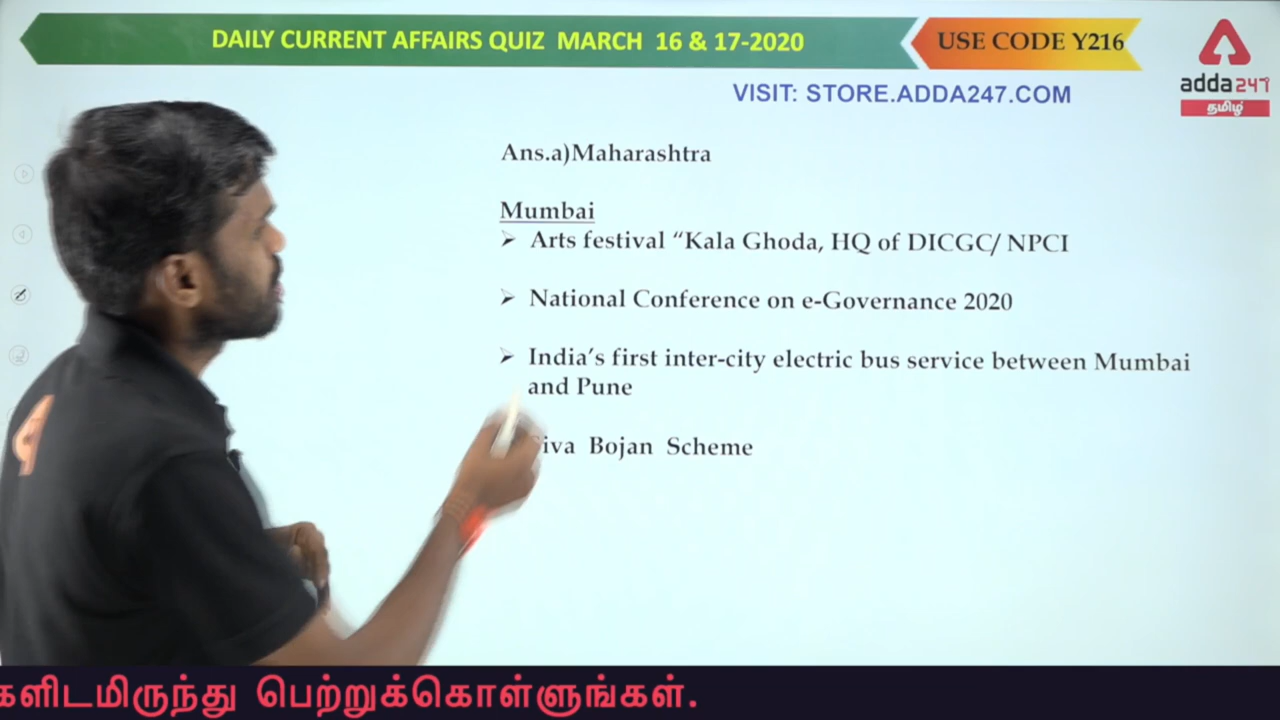 DAILY CURRENT AFFAIRS QUIZ MARCH 16 & 17-2020
USE CODE Y216
VISIT: STORE.ADDA247.COM
adda247
தமிழ்
Ans.a)Maharashtra
Mumbai
➢ Arts festival “Kala Ghoda, HQ of DICGC/ NPCI
➢ National Conference on e-Governance 2020
➢ India’s first inter-city electric bus service between Mumbai
and Pune
Bojan Scheme
களிடமிருந்து பெற்றுக்கொள்ளுங்கள்.